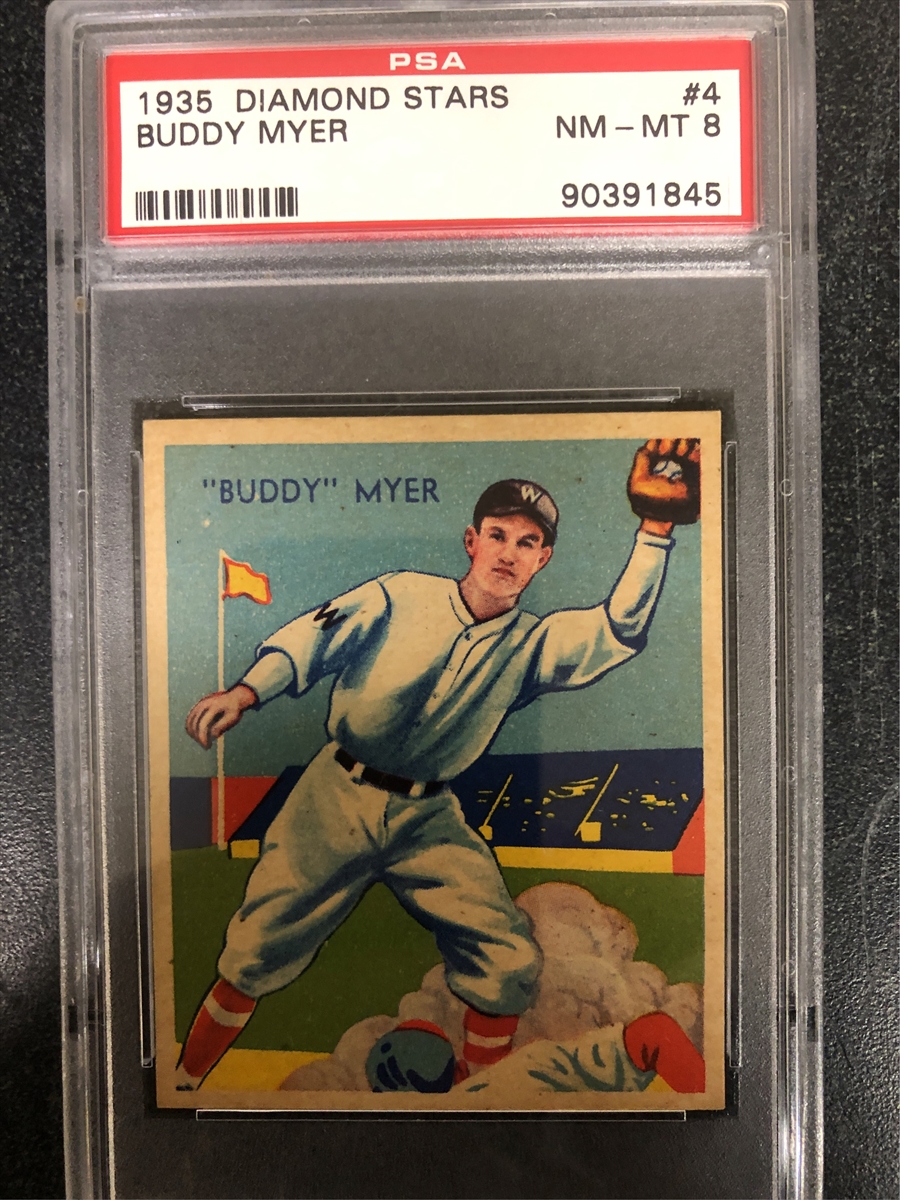 PSA
1935 DIAMOND STARS #4
BUDDY MYER NM - MT 8
90391845
"BUDDY" MYER
W
W